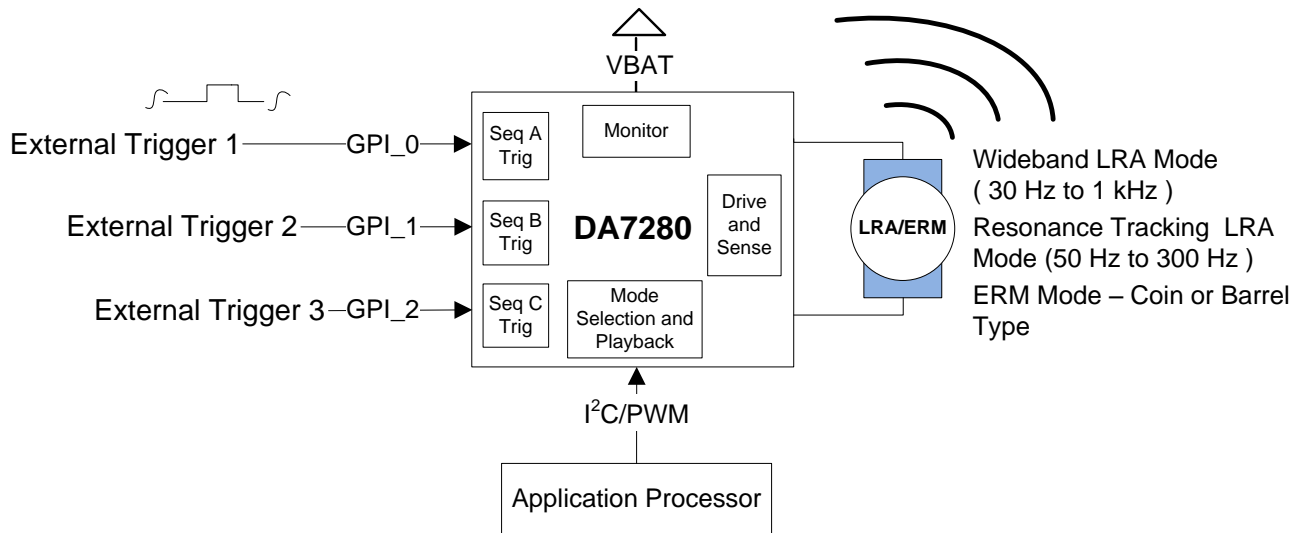 VBAT
External Trigger 1
GPI_0
Seq A
Trig
Monitor
External Trigger 2
GPI_1
Seq B
Trig
DA7280
Drive
and
Sense
LRA/ERM
External Trigger 3
GPI_2
Seq C
Trig
Mode
Selection and
Playback
Wideband LRA Mode
( 30 Hz to 1 kHz )
Resonance Tracking LRA
Mode (50 Hz to 300 Hz )
ERM Mode – Coin or Barrel
Type
I²C/PWM
Application Processor